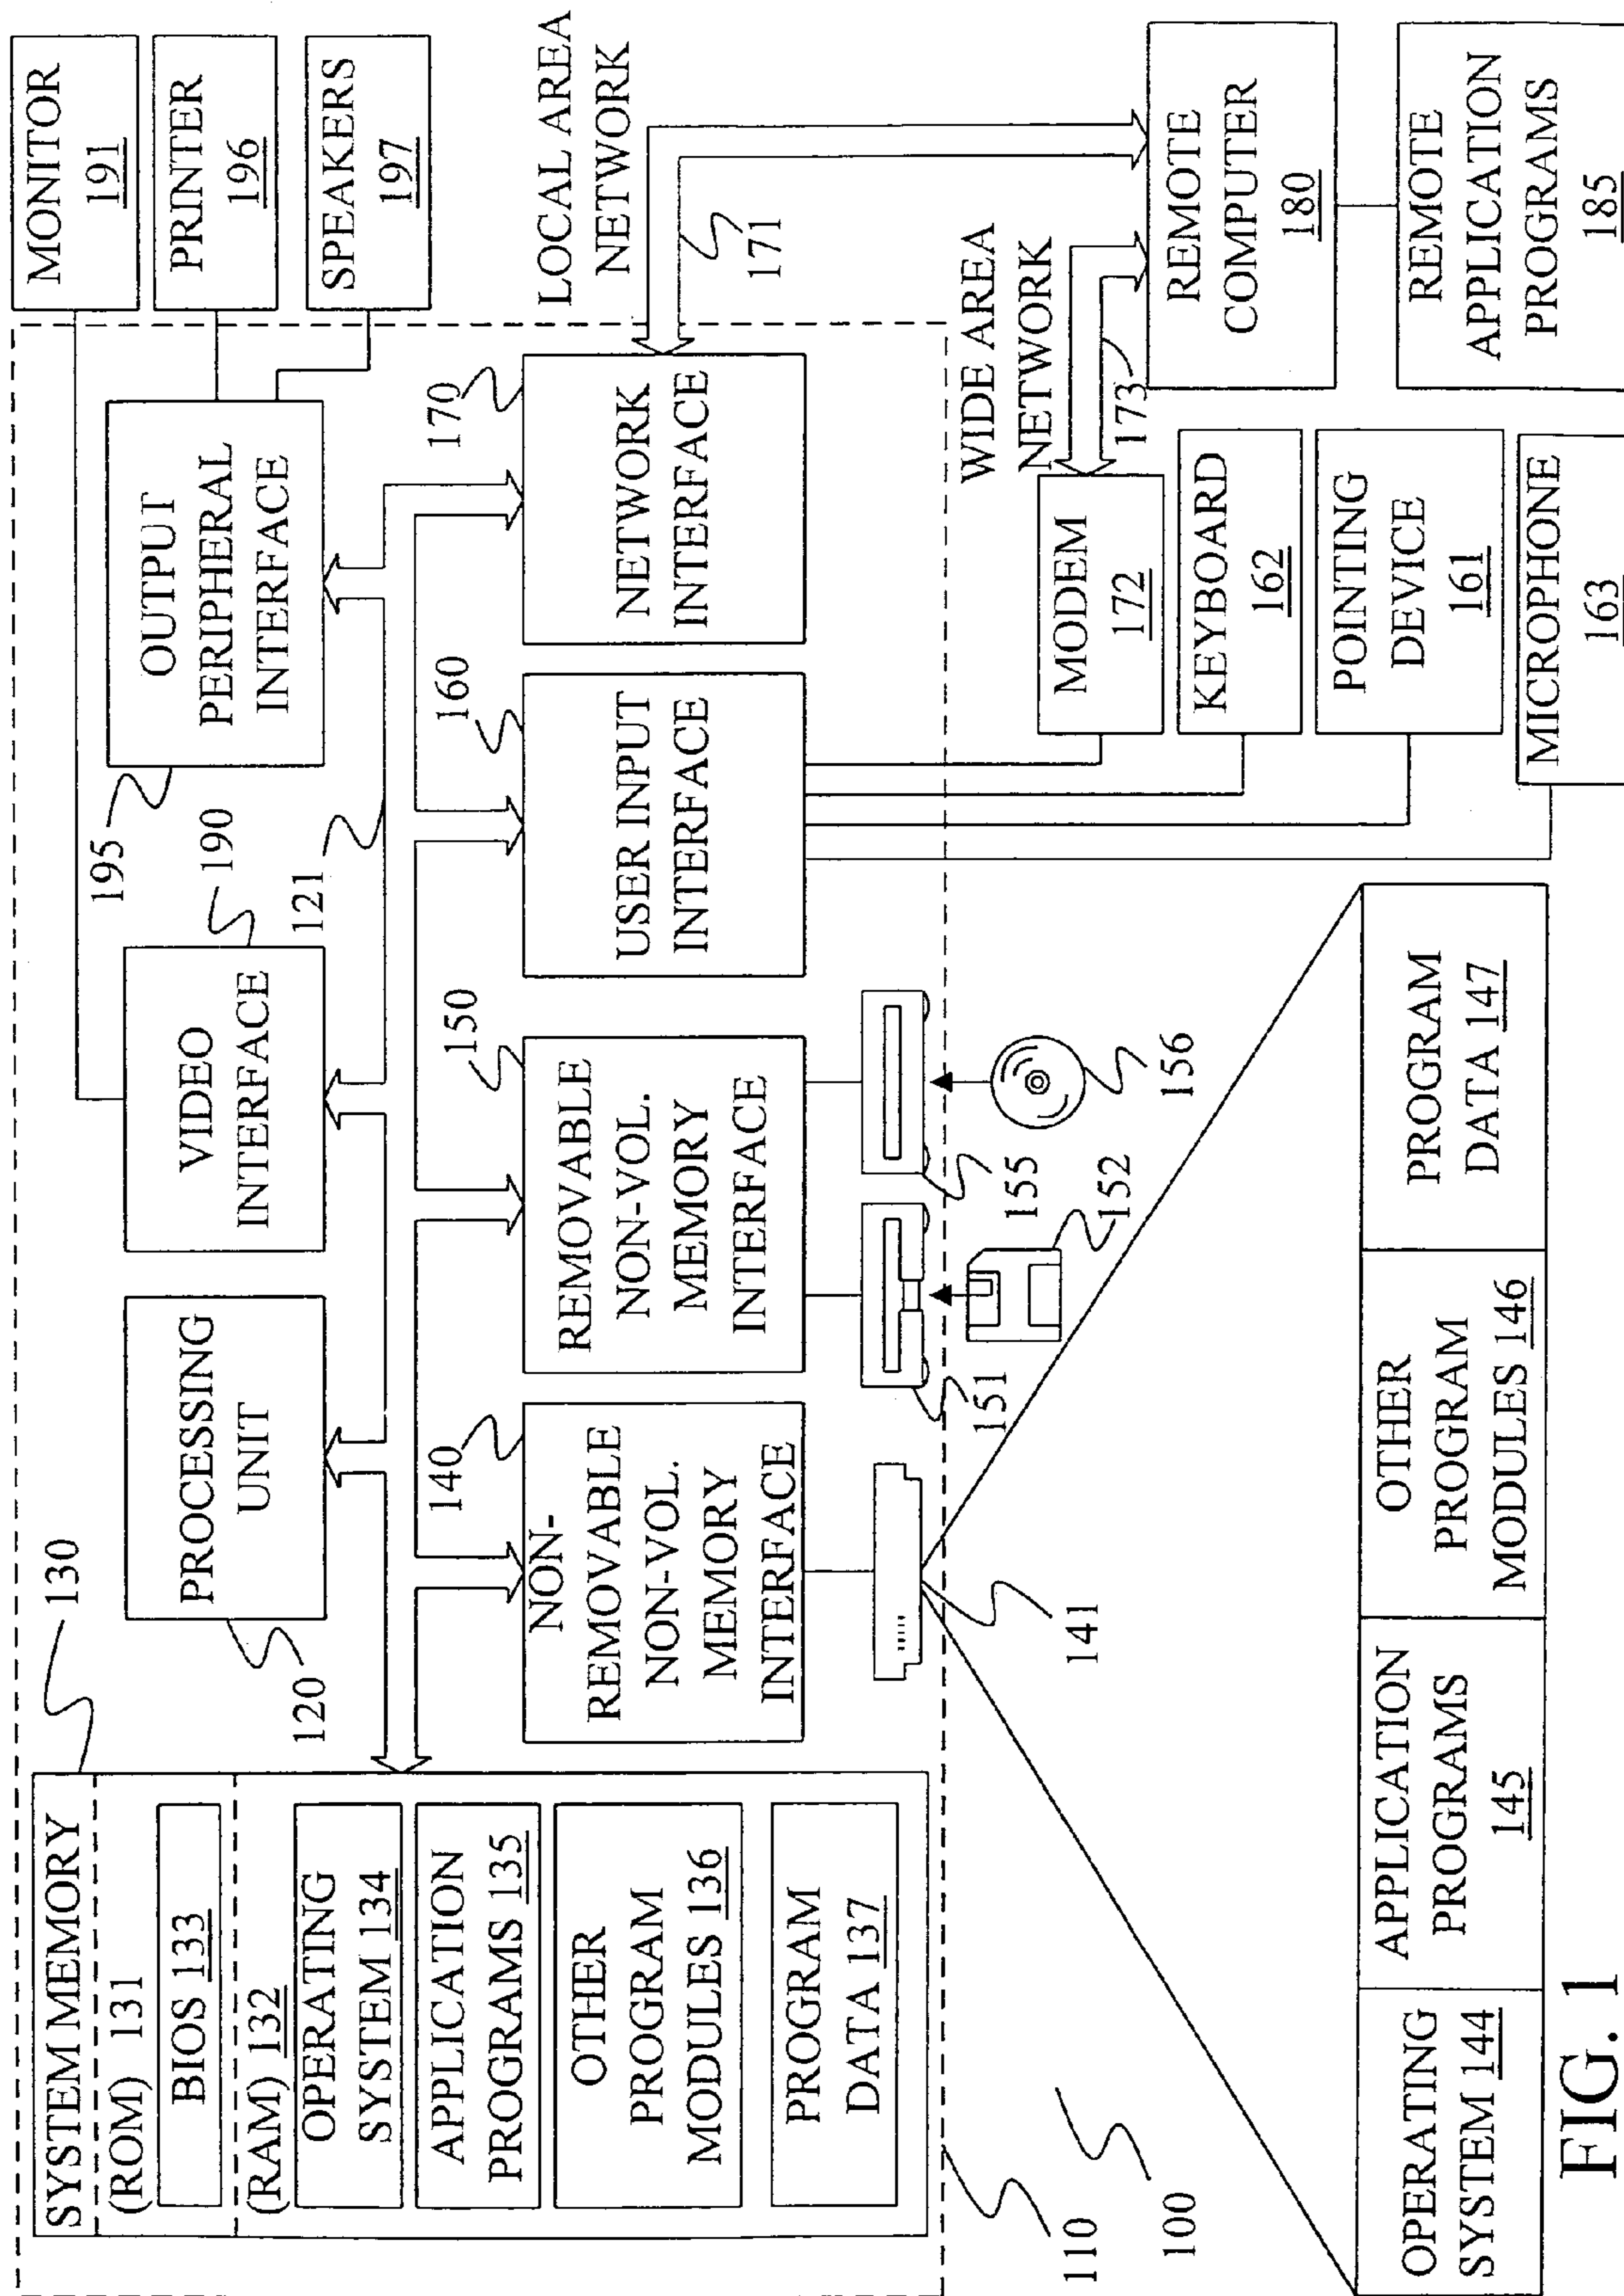 SYSTEM MEMORY
(ROM) 131
BIOS 133
(RAM) 132
OPERATING
SYSTEM 134
APPLICATION
PROGRAMS 135
OTHER
PROGRAM
MODULES 136
PROGRAM
DATA 137
130
PROCESSING
UNIT
120
VIDEO
INTERFACE
190
121
OUTPUT
PERIPHERAL
INTERFACE
195
MONITOR
191
PRINTER
196
SPEAKERS
197
140
NON-
REMOVABLE
NON-VOL.
MEMORY
INTERFACE
150
REMOVABLE
NON-VOL.
MEMORY
INTERFACE
160
USER INPUT
INTERFACE
170
NETWORK
INTERFACE
LOCAL AREA
NETWORK
171
141
151
152
155
156
WIDE AREA
NETWORK
173
MODEM
172
KEYBOARD
162
POINTING
DEVICE
161
MICROPHONE
163
REMOTE
COMPUTER
180
REMOTE
APPLICATION
PROGRAMS
185
110
100
OPERATING
SYSTEM 144
APPLICATION
PROGRAMS
145
OTHER
PROGRAM
MODULES 146
PROGRAM
DATA 147
FIG. 1